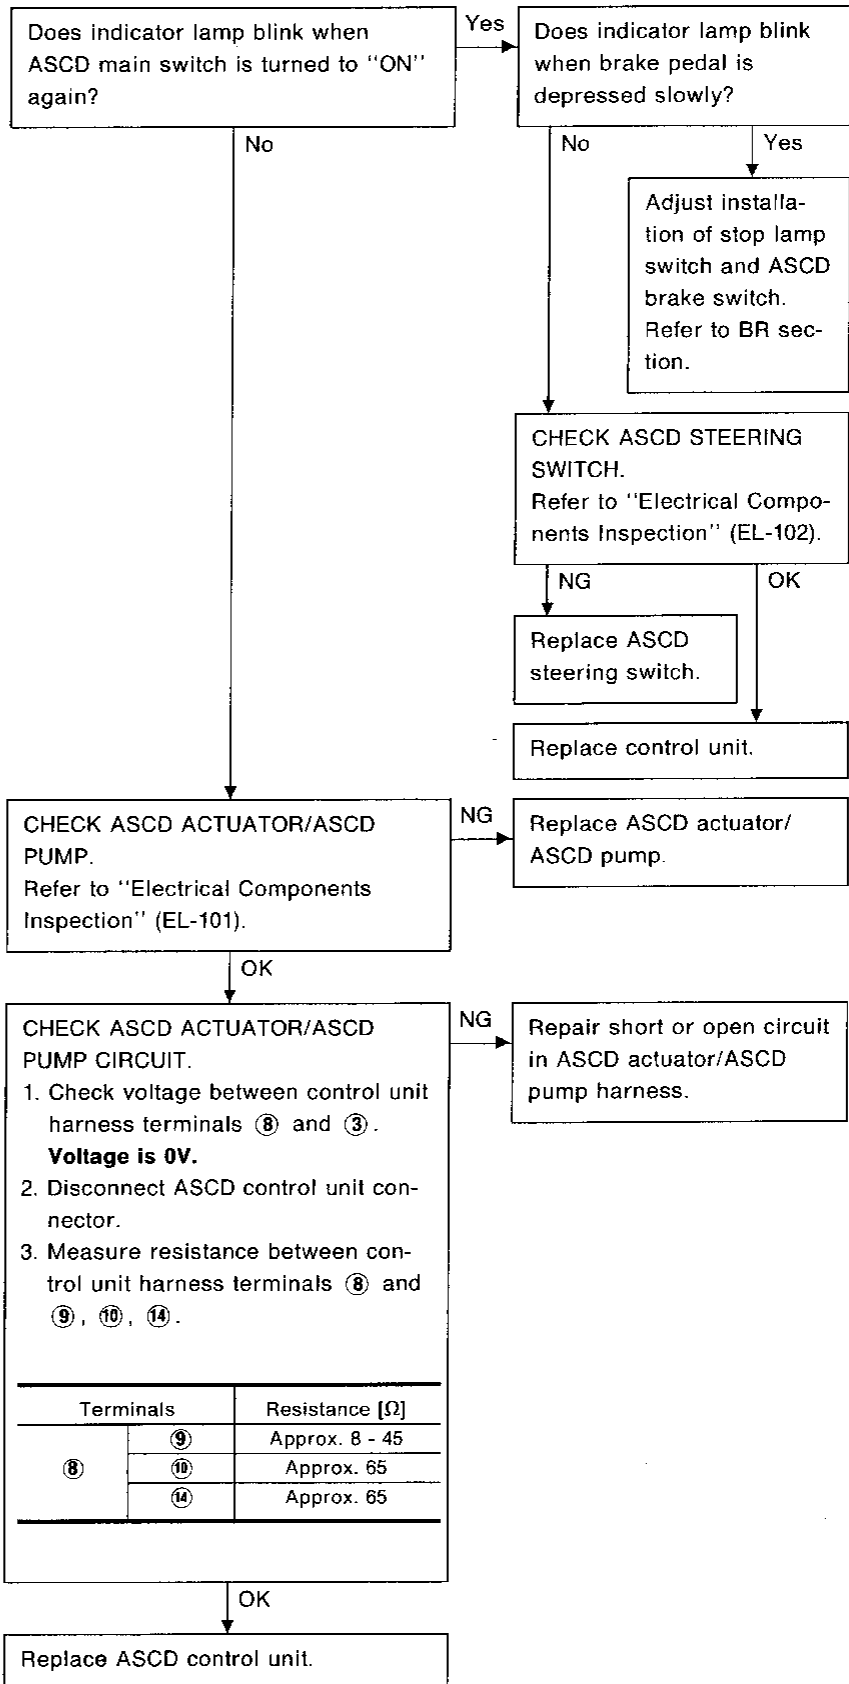 Does indicator lamp blink when
ASCD main switch is turned to "ON"
again?
Yes
Does indicator lamp blink
when brake pedal is
depressed slowly?
No
No
Yes
Adjust installa-
tion of stop lamp
switch and ASCD
brake switch.
Refer to BR sec-
tion.
CHECK ASCD STEERING
SWITCH.
Refer to "Electrical Compo-
nents Inspection" (EL-102).
NG
OK
Replace ASCD
steering switch.
Replace control unit.
CHECK ASCD ACTUATOR/ASCD
PUMP.
Refer to "Electrical Components
Inspection" (EL-101).
NG
Replace ASCD actuator/
ASCD pump.
OK
CHECK ASCD ACTUATOR/ASCD
PUMP CIRCUIT.
1. Check voltage between control unit
harness terminals ⑧ and ③.
Voltage is 0V.
2. Disconnect ASCD control unit con-
nector.
3. Measure resistance between con-
trol unit harness terminals ⑧ and
⑨, ⑩, ⑭.
Terminals Resistance [Ω]
⑨ Approx. 8 - 45
⑧ ⑩ Approx. 65
⑭ Approx. 65
NG
Repair short or open circuit
in ASCD actuator/ASCD
pump harness.
OK
Replace ASCD control unit.